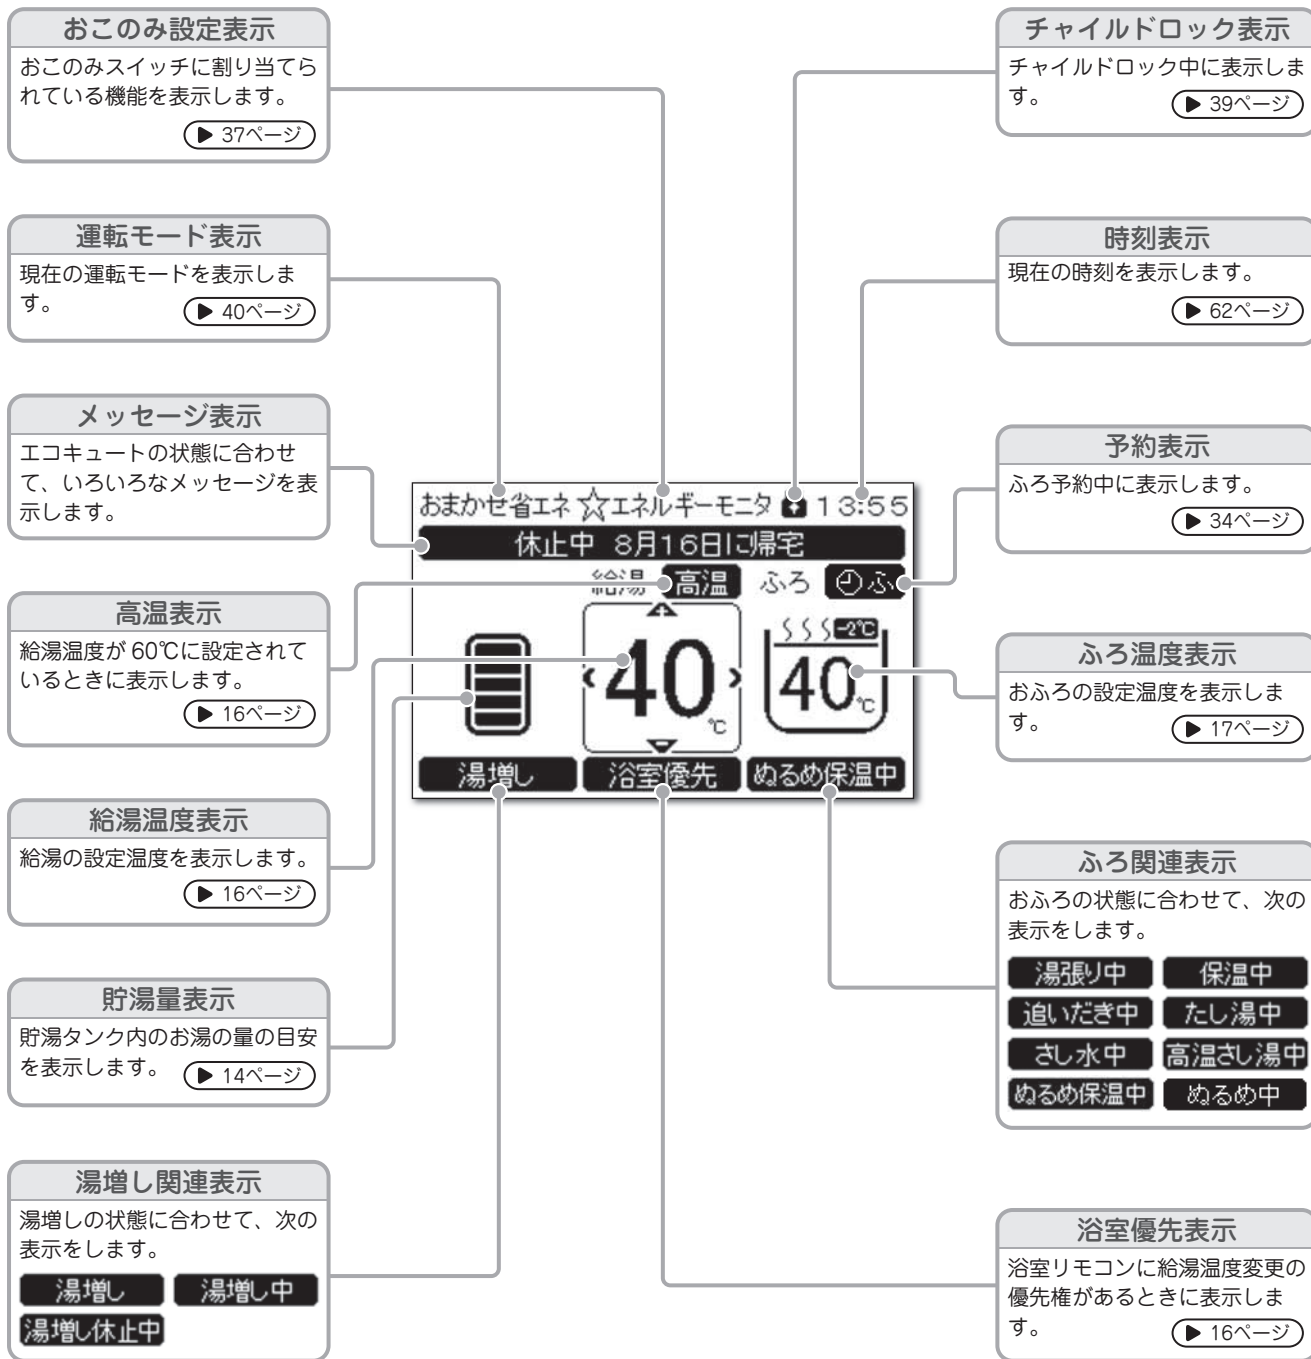 おこのみ設定表示
おこのみスイッチに割り当てら
れている機能を表示します。
▶ 37ページ
運転モード表示
現在の運転モードを表示しま
す。 ▶ 40ページ
メッセージ表示
エコキュートの状態に合わせ
て、いろいろなメッセージを表
示します。
高温表示
給湯温度が 60℃に設定されて
いるときに表示します。
▶ 16ページ
給湯温度表示
給湯の設定温度を表示します。
▶ 16ページ
貯湯量表示
貯湯タンク内のお湯の量の目安
を表示します。 ▶ 14ページ
湯増し関連表示
湯増しの状態に合わせて、次の
表示をします。
湯増し 湯増し中
湯増し休止中
おまかせ省エネ ☆エネルギーモニタ 13:55
休止中 8月16日に帰宅
給湯 高温 ふろ ふ
-2℃
40℃ 40℃
湯増し 浴室優先 ぬるめ保温中
チャイルドロック表示
チャイルドロック中に表示しま
す。 ▶ 39ページ
時刻表示
現在の時刻を表示します。
▶ 62ページ
予約表示
ふろ予約中に表示します。
▶ 34ページ
ふろ温度表示
おふろの設定温度を表示しま
す。 ▶ 17ページ
ふろ関連表示
おふろの状態に合わせて、次の
表示をします。
湯張り中 保温中
追いだき中 たし湯中
さし水中 高温さし湯中
ぬるめ保温中 ぬるめ中
浴室優先表示
浴室リモコンに給湯温度変更の
優先権があるときに表示しま
す。 ▶ 16ページ